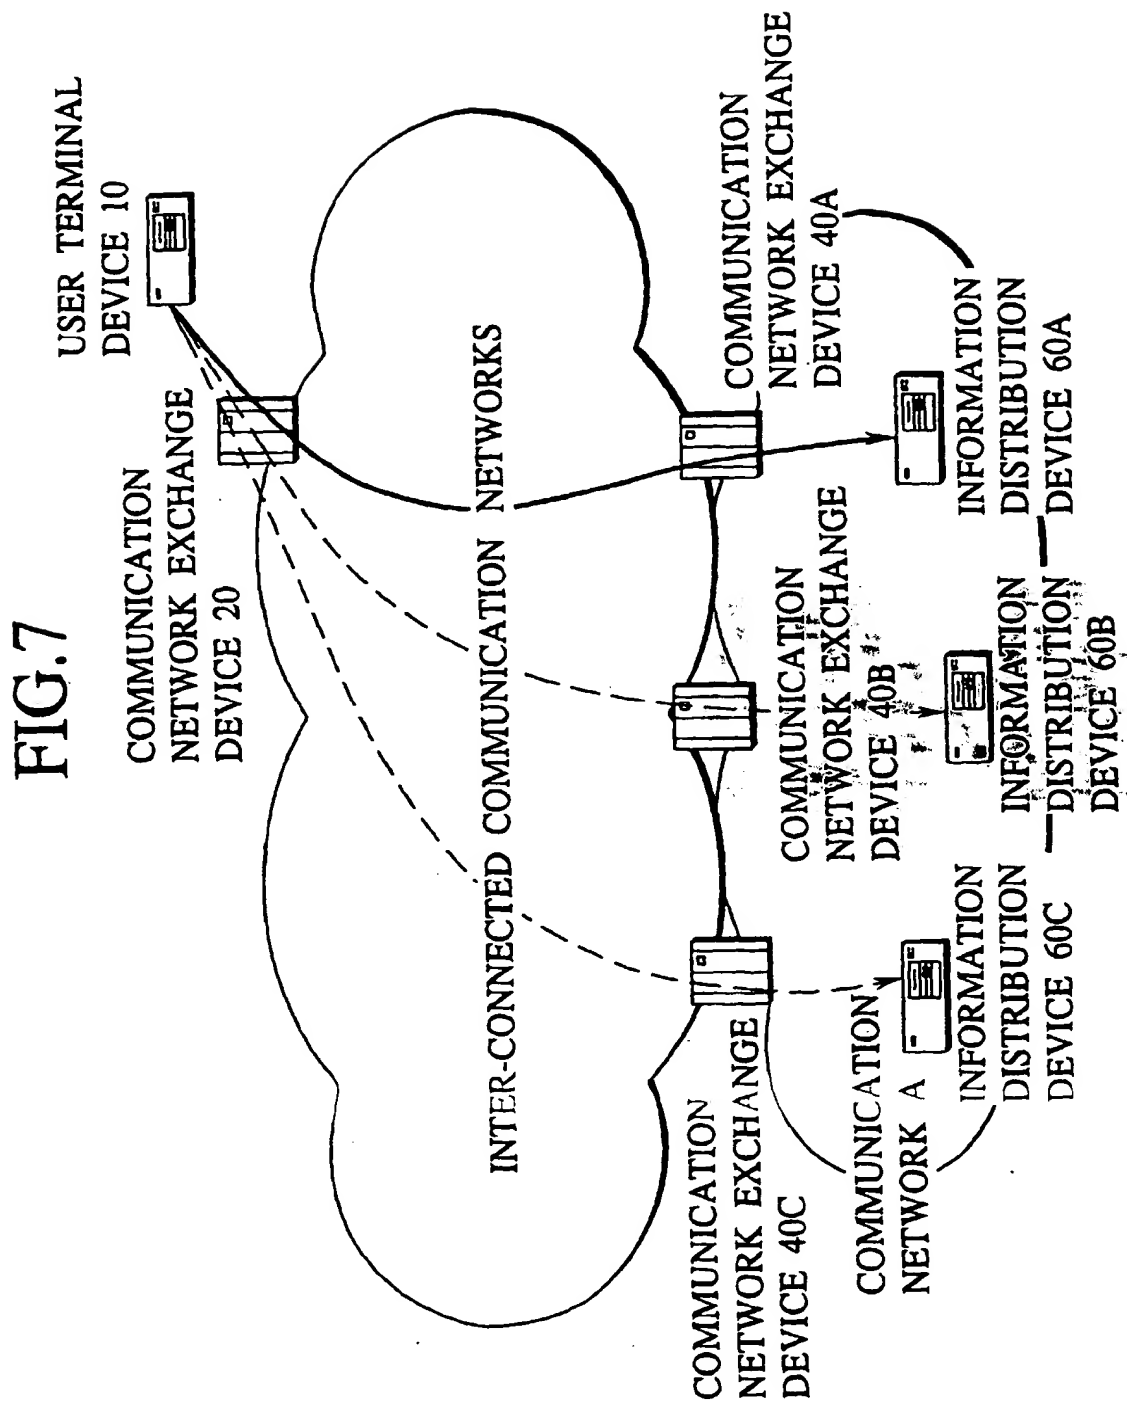 FIG.7
USER TERMINAL
DEVICE 10
COMMUNICATION
NETWORK EXCHANGE
DEVICE 20
INTER-CONNECTED COMMUNICATION NETWORKS
COMMUNICATION
NETWORK EXCHANGE
DEVICE 40C
COMMUNICATION
NETWORK EXCHANGE
DEVICE 40B
COMMUNICATION
NETWORK EXCHANGE
DEVICE 40A
COMMUNICATION
NETWORK A
INFORMATION
DISTRIBUTION
DEVICE 60C
INFORMATION
DISTRIBUTION
DEVICE 60B
INFORMATION
DISTRIBUTION
DEVICE 60A